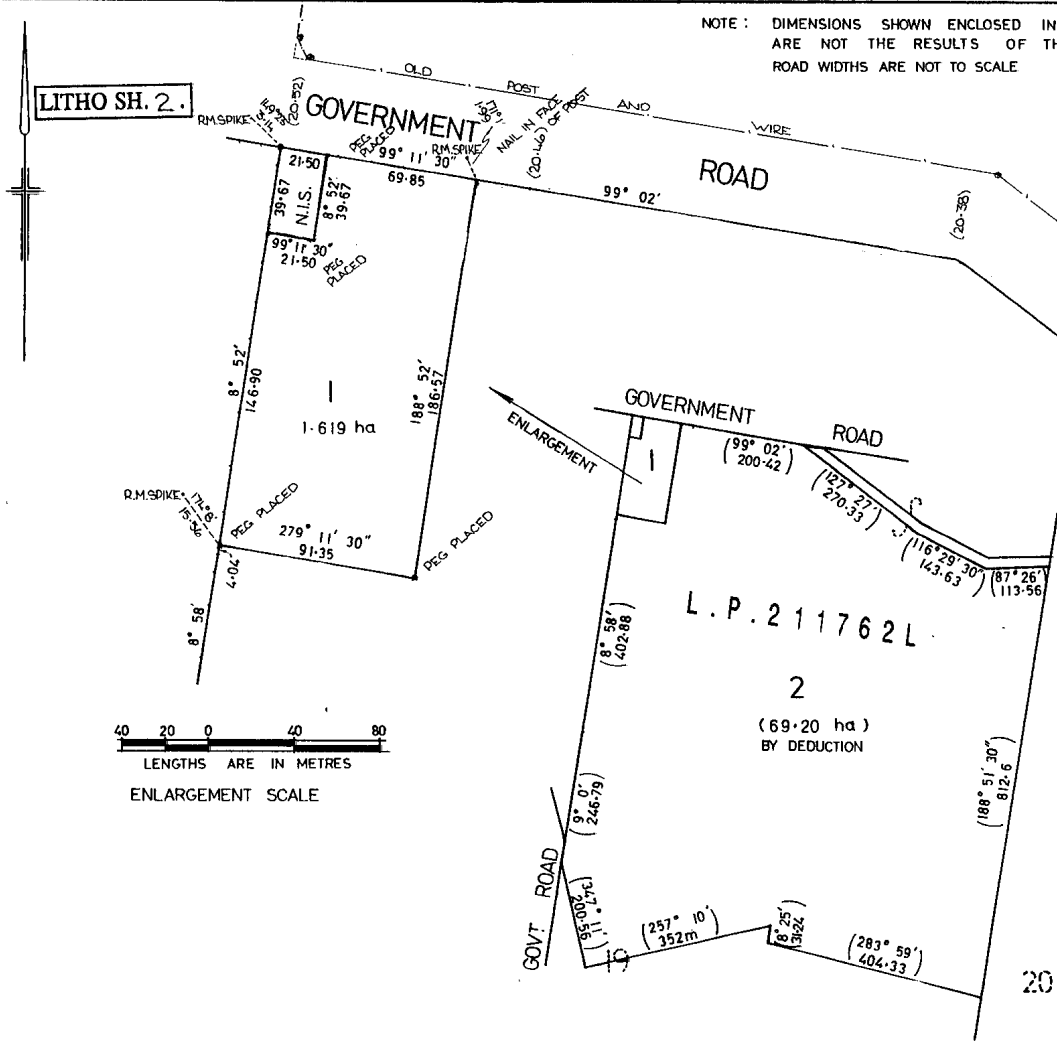 NOTE : DIMENSIONS SHOWN ENCLOSED IN
ARE NOT THE RESULTS OF TH
ROAD WIDTHS ARE NOT TO SCALE
LITHO SH. 2.
OLD POST AND WIRE
GOVERNMENT ROAD
R.M.SPIKE
(20·52)
PEG PLACED
99° 11' 30"
69·85
R.M.SPIKE
NAIL IN FACE
OF POST
(20·46)
99° 02'
(20·38)
21·50
39·67
N.I.S.
8° 52'
39·67
99° 11' 30"
21·50
PEG
PLACED
8° 52'
146·90
1
1·619 ha
188° 52'
186·57
R.M.SPIKE
15·56
PEG PLACED
279° 11' 30"
91·35
PEG PLACED
4·04
8° 58'
40 20 0 40 80
LENGTHS ARE IN METRES
ENLARGEMENT SCALE
ENLARGEMENT
GOVERNMENT ROAD
1
(99° 02')
(200·42)
(127° 27')
(270·33)
(116° 29' 30")
(143·63)
(87° 26')
(113·56)
L.P. 211762L
(8° 58')
(402·88)
2
(69·20 ha)
BY DEDUCTION
(188° 51' 30")
(812·6)
(9° 0')
(246·79)
GOVT ROAD
(347° 11')
(200·56)
19
(257° 10')
(352m)
(8° 25')
(31·24)
(283° 59')
(404·33)
20